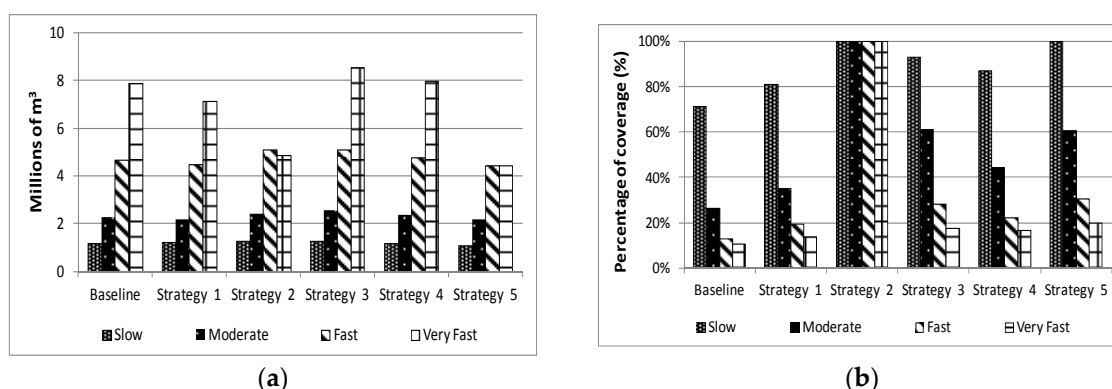 Millions of m³
10
8
6
4
2
0
Baseline Strategy 1 Strategy 2 Strategy 3 Strategy 4 Strategy 5
Slow Moderate Fast Very Fast
(a)
Percentage of coverage (%)
100%
80%
60%
40%
20%
0%
Baseline Strategy 1 Strategy 2 Strategy 3 Strategy 4 Strategy 5
Slow Moderate Fast Very Fast
(b)